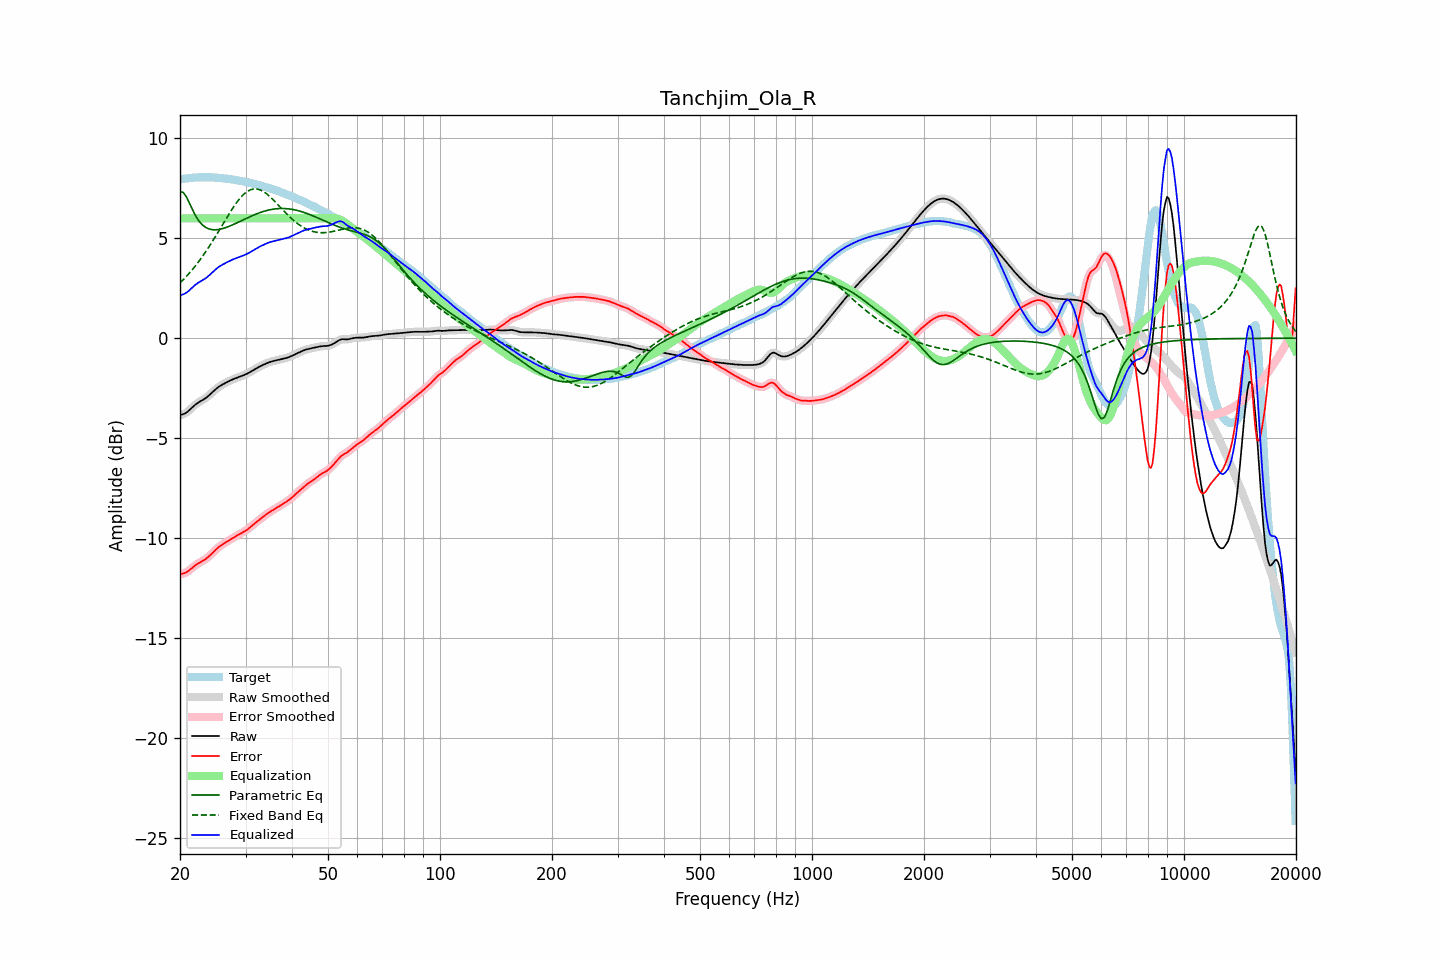 Tanchjim_Ola_R
Amplitude (dBr)
10
5
0
−5
−10
−15
−20
−25
Target
Raw Smoothed
Error Smoothed
Raw
Error
Equalization
Parametric Eq
Fixed Band Eq
Equalized
20 50 100 200 500 1000 2000 5000 10000 20000
Frequency (Hz)